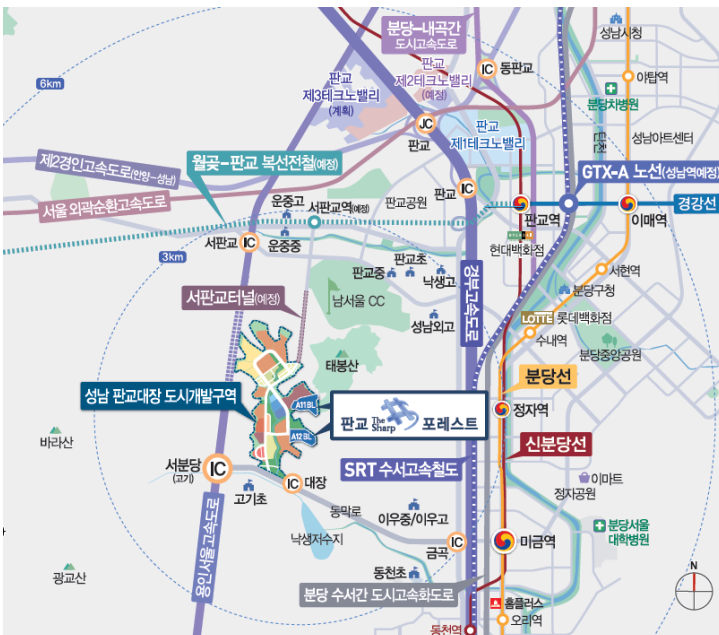 분당-내곡간
도시고속도로
성남시청
IC
동판교
판교
제2테크노밸리
(예정)
판교
제3테크노밸리
(계획)
6km
아탑역
분당차병원
탄천
JC
판교
판교
제1테크노밸리
성남아트센터
제2경인고속도로(안양-성남)
월곶-판교 복선전철(예정)
GTX-A 노선(성남역예정)
서울 외곽순환고속도로
운중고
서판교역(예정)
판교공원
판교
IC
판교역
이매역
경강선
서판교
IC
운중중
현대백화점
3km
판교초
판교중
낙생고
경부고속도로
서현역
분당구청
서판교터널(예정)
남서울 CC
성남외고
LOTTE 롯데백화점
수내역
분당중앙공원
태봉산
분당선
성남 판교대장 도시개발구역
A11 BL
A12 BL
판교 The Sharp 포레스트
정자역
신분당선
바라산
서분당
(고기)
IC
SRT 수서고속철도
이마트
정자공원
고기초
IC
대장
동막로
이우중/이우고
낙생저수지
용인서울고속도로
금곡
IC
미금역
분당서울
대학병원
광교산
동천초
분당 수서간 도시고속화도로
N
홈플러스
오리역
동천역